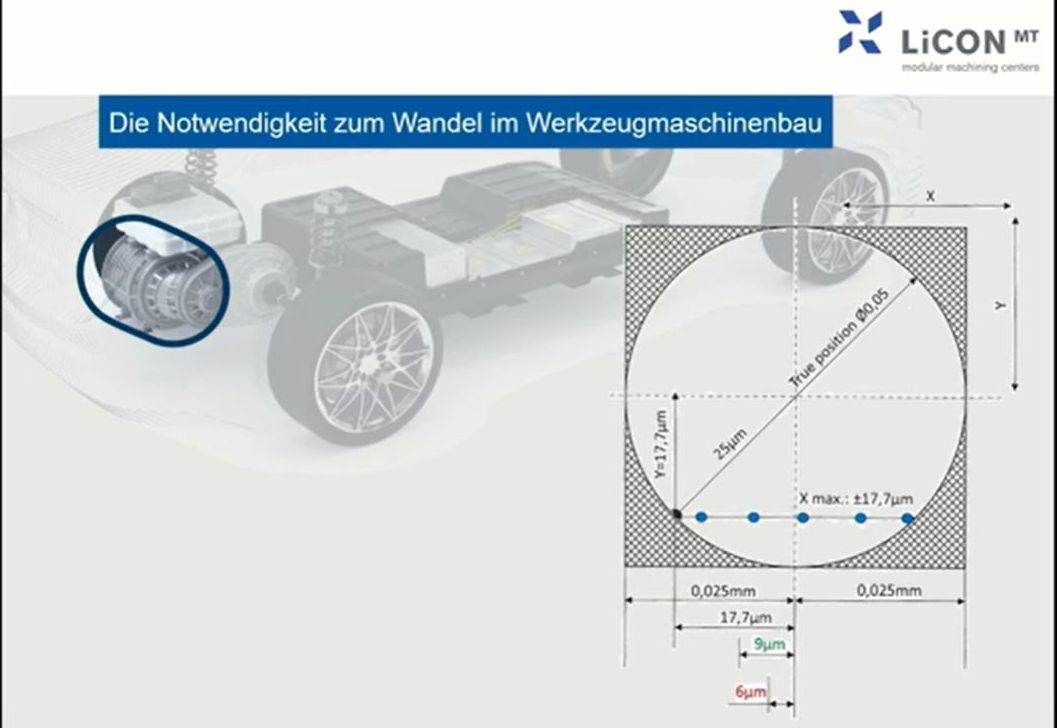 LiCON MT
modular machining centers
Die Notwendigkeit zum Wandel im Werkzeugmaschinenbau
X
Y
True position Ø0,05
25µm
Y=17,7µm
X max.: ±17,7µm
0,025mm
0,025mm
17,7µm
9µm
6µm